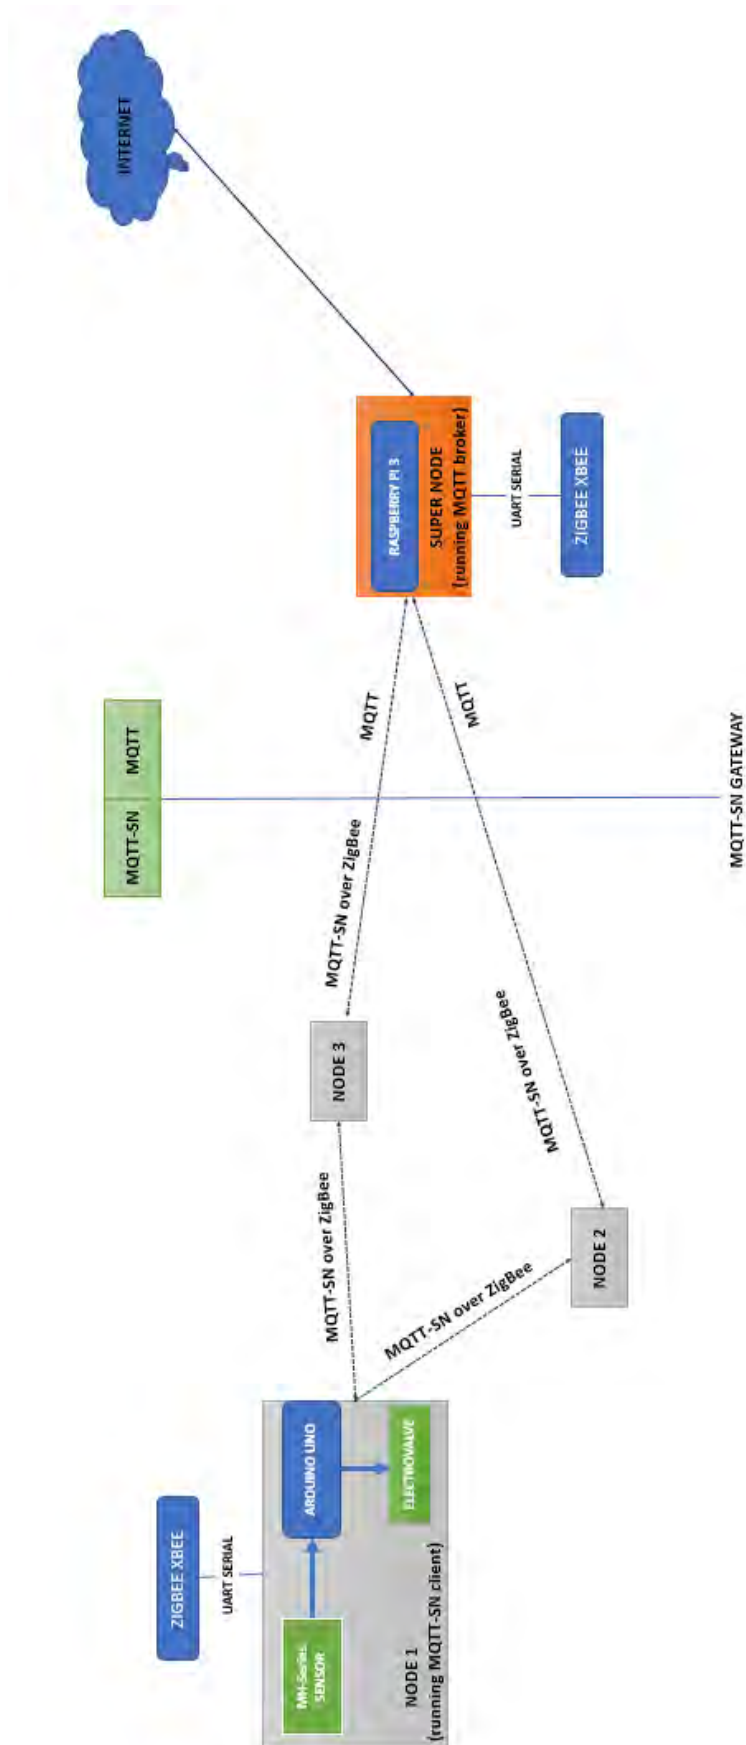 ZIGBEE XBEE
UART SERIAL
MH-Series
SENSOR
ARDUINO UNO
ELECTROVALVE
NODE 1
(running MQTT-SN client)
MQTT-SN over ZigBee
MQTT-SN over ZigBee
NODE 3
NODE 2
MQTT-SN over ZigBee
MQTT-SN over ZigBee
MQTT-SN
MQTT
MQTT
MQTT
MQTT-SN GATEWAY
RASPBERRY PI 3
SUPER NODE
(running MQTT broker)
UART SERIAL
ZIGBEE XBEE
INTERNET